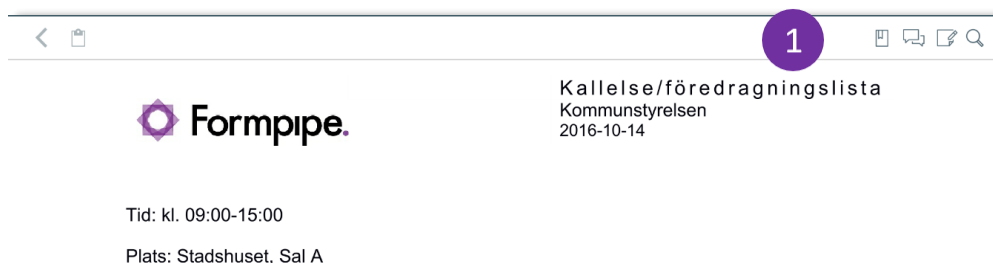 1
Kallelse/föredragningslista
Kommunstyrelsen
2016-10-14
Formpipe.
Tid: kl. 09:00-15:00
Plats: Stadshuset. Sal A